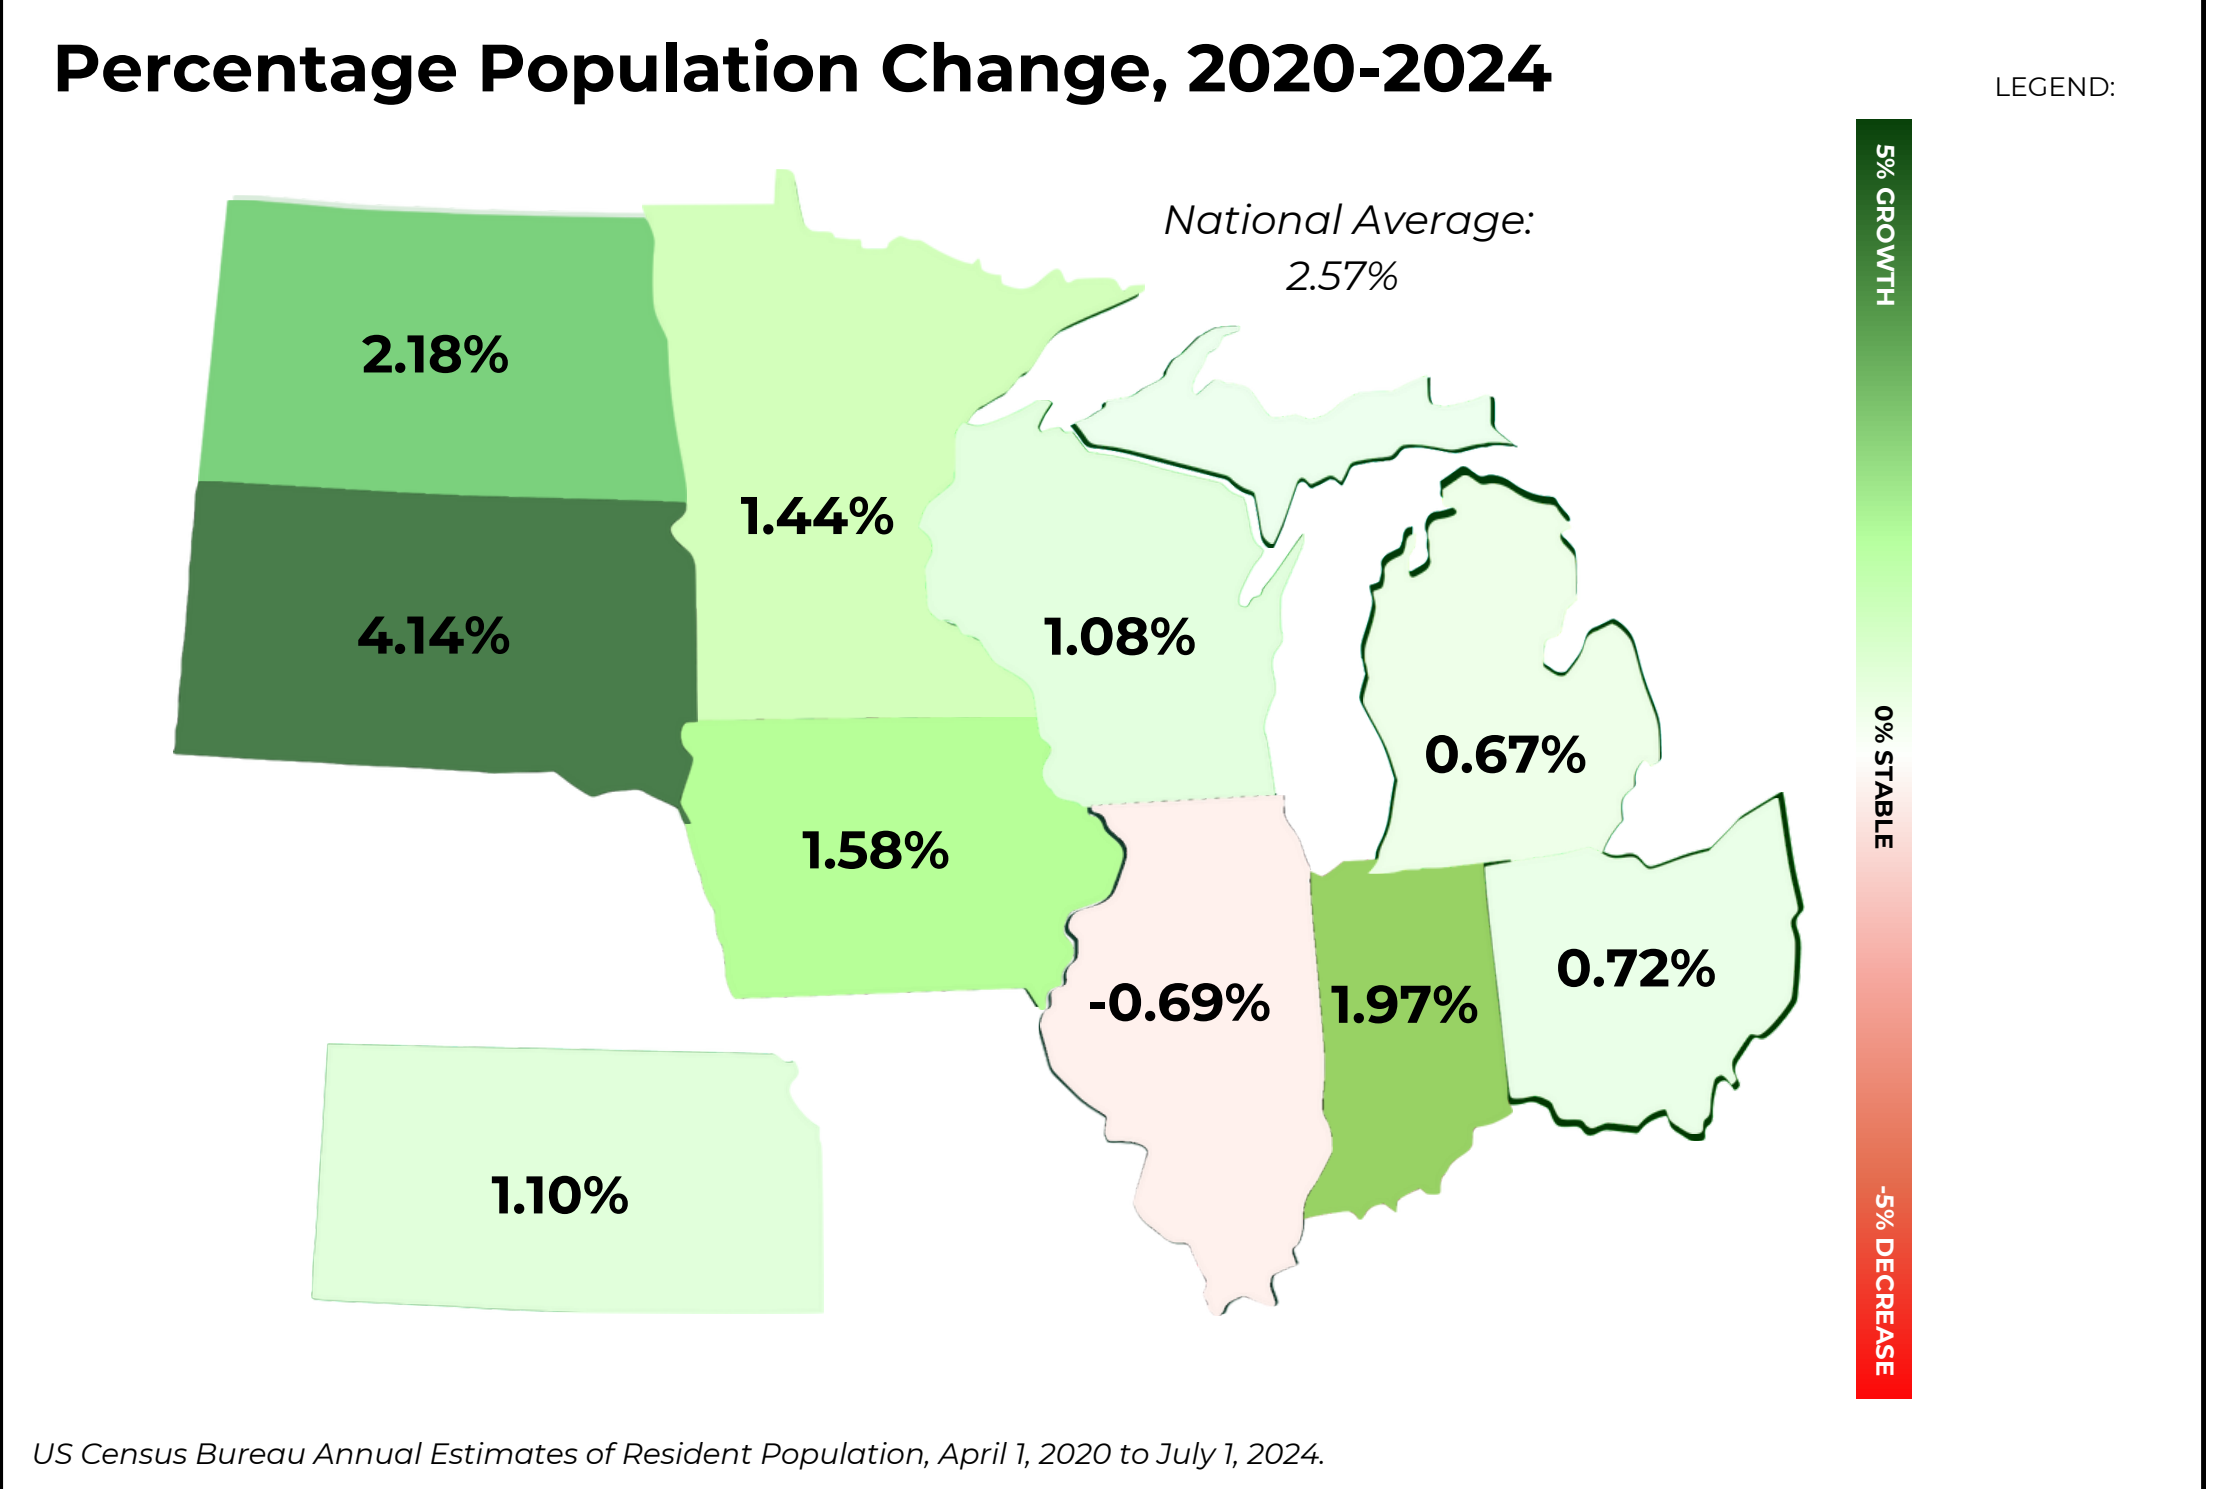 Percentage Population Change, 2020-2024
LEGEND:
National Average:
2.57%
5% GROWTH
0% STABLE
-5% DECREASE
2.18%
1.44%
4.14%
1.08%
0.67%
1.58%
0.72%
-0.69%
1.97%
1.10%
US Census Bureau Annual Estimates of Resident Population, April 1, 2020 to July 1, 2024.